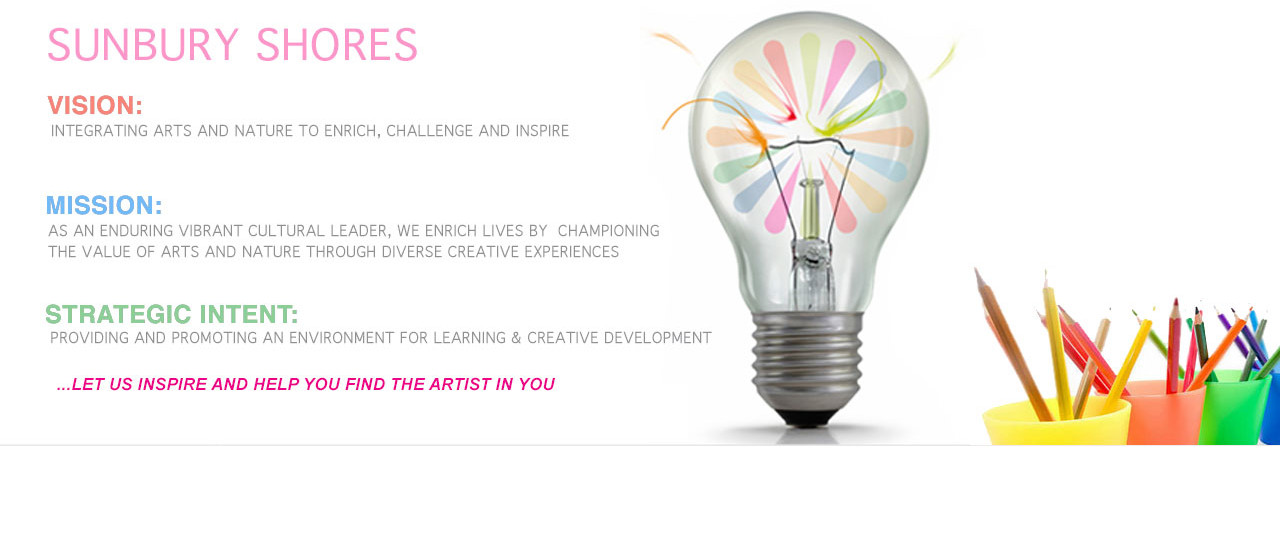 SUNBURY SHORES
VISION:
INTEGRATING ARTS AND NATURE TO ENRICH, CHALLENGE AND INSPIRE
MISSION:
AS AN ENDURING VIBRANT CULTURAL LEADER, WE ENRICH LIVES BY CHAMPIONING
THE VALUE OF ARTS AND NATURE THROUGH DIVERSE CREATIVE EXPERIENCES
STRATEGIC INTENT:
PROVIDING AND PROMOTING AN ENVIRONMENT FOR LEARNING & CREATIVE DEVELOPMENT
...LET US INSPIRE AND HELP YOU FIND THE ARTIST IN YOU